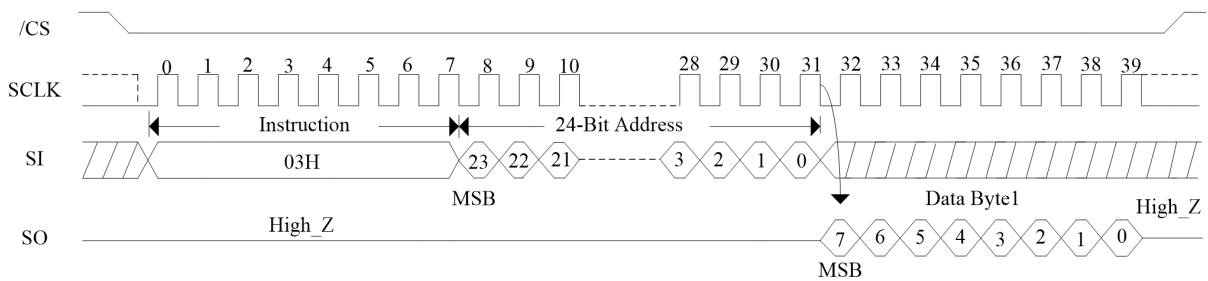 /CS
0 1 2 3 4 5 6 7 8 9 10 28 29 30 31 32 33 34 35 36 37 38 39
SCLK
Instruction 24-Bit Address
SI 03H 23 22 21 3 2 1 0
MSB Data Byte1
High_Z High_Z
SO 7 6 5 4 3 2 1 0
MSB